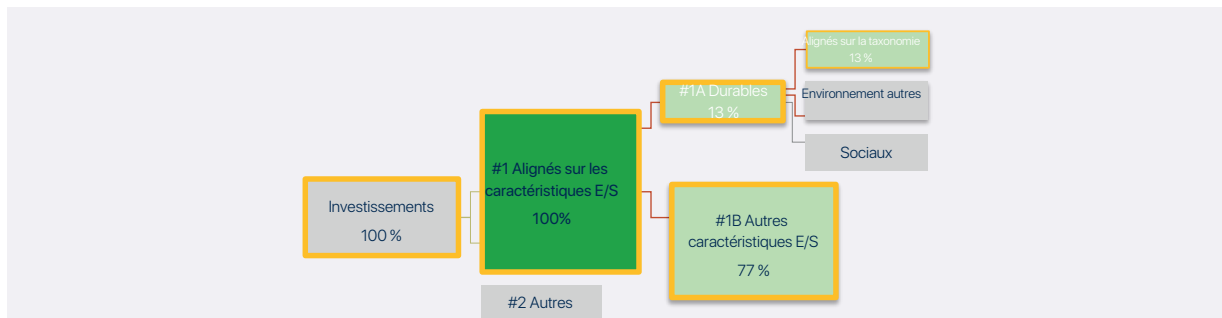 Alignés sur la taxonomie
13 %
#1A Durables
13 %
Environnement autres
Sociaux
#1 Alignés sur les
caractéristiques E/S
100%
Investissements
100 %
#1B Autres
caractéristiques E/S
77 %
#2 Autres